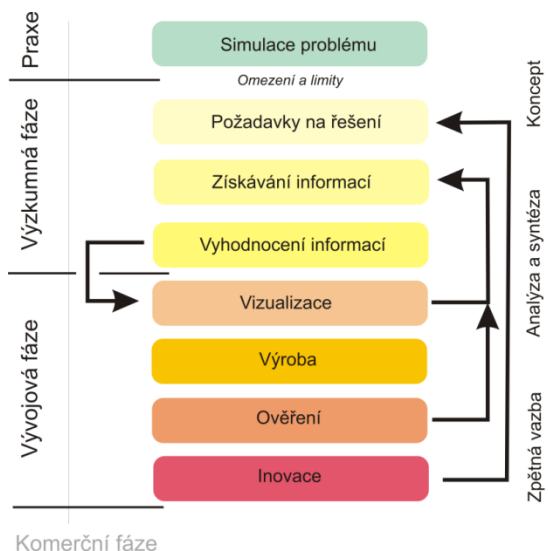 Praxe
Simulace problému
Omezení a limity
Koncept
Výzkumná fáze
Požadavky na řešení
Získávání informací
Vyhodnocení informací
Analýza a syntéza
Vývojová fáze
Vizualizace
Výroba
Ověření
Inovace
Zpětná vazba
Komerční fáze